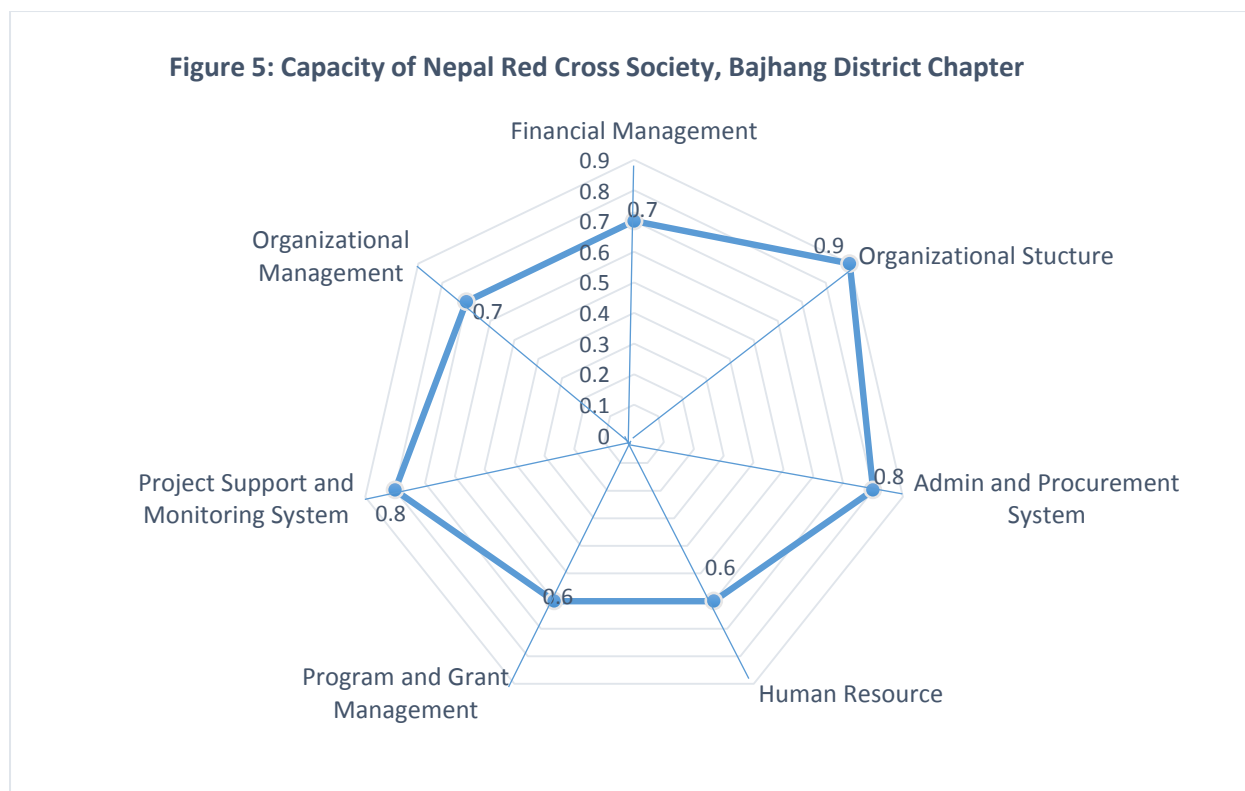 Figure 5: Capacity of Nepal Red Cross Society, Bajhang District Chapter
Financial Management
0.9
0.8
0.7
0.6
0.5
0.4
0.3
0.2
0.1
0
0.7
0.9
Organizational Stucture
0.8
Admin and Procurement
System
0.6
Human Resource
0.6
Program and Grant
Management
0.8
Project Support and
Monitoring System
0.7
Organizational
Management